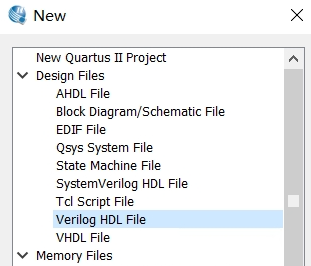 New
New Quartus II Project
Design Files
AHDL File
Block Diagram/Schematic File
EDIF File
Qsys System File
State Machine File
SystemVerilog HDL File
Tcl Script File
Verilog HDL File
VHDL File
Memory Files